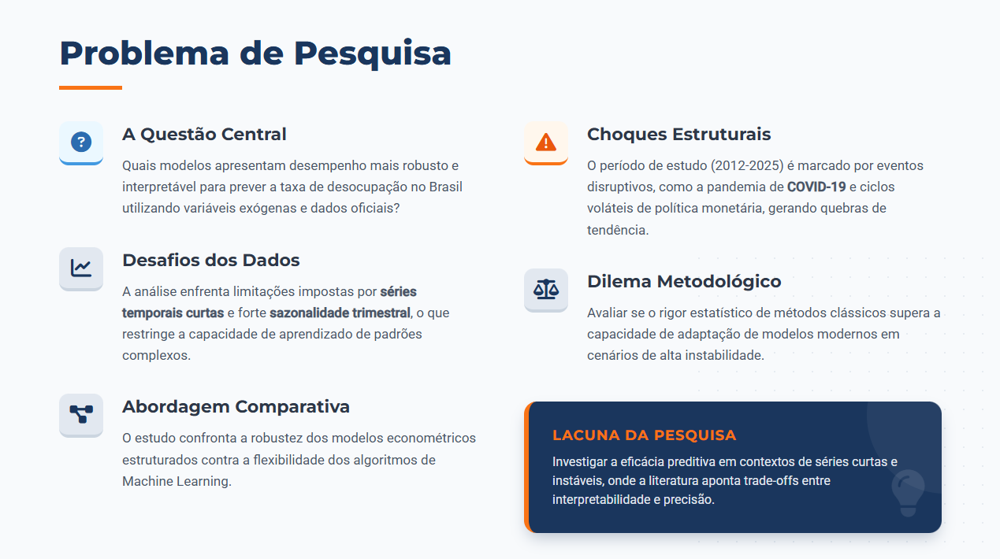 Problema de Pesquisa
A Questão Central
Quais modelos apresentam desempenho mais robusto e
interpretável para prever a taxa de desocupação no Brasil
utilizando variáveis exógenas e dados oficiais?
Desafios dos Dados
A análise enfrenta limitações impostas por séries
temporais curtas e forte sazonalidade trimestral, o que
restringe a capacidade de aprendizado de padrões
complexos.
Abordagem Comparativa
O estudo confronta a robustez dos modelos econométricos
estruturados contra a flexibilidade dos algoritmos de
Machine Learning.
Choques Estruturais
O período de estudo (2012-2025) é marcado por eventos
disruptivos, como a pandemia de COVID-19 e ciclos
voláteis de política monetária, gerando quebras de
tendência.
Dilema Metodológico
Avaliar se o rigor estatístico de métodos clássicos supera a
capacidade de adaptação de modelos modernos em
cenários de alta instabilidade.
LACUNA DA PESQUISA
Investigar a eficácia preditiva em contextos de séries curtas e
instáveis, onde a literatura aponta trade-offs entre
interpretabilidade e precisão.